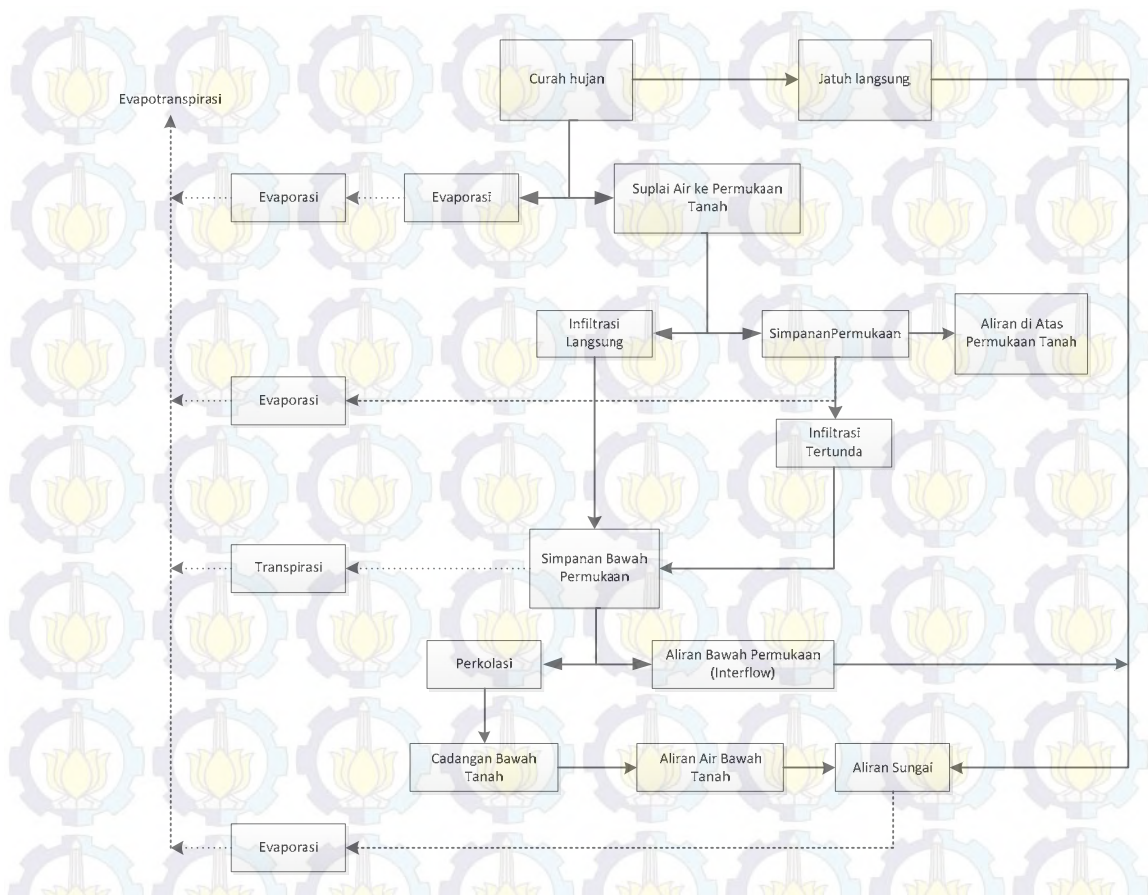 Curah hujan
Jatuh langsung
Evapotranspirasi
Evaporasi
Evaporasi
Suplai Air ke Permukaan
Tanah
Infiltrasi
Langsung
SimpananPermukaan
Aliran di Atas
Permukaan Tanah
Evaporasi
Infiltrasi
Tertunda
Transpirasi
Simpanan Bawah
Permukaan
Perkolasi
Aliran Bawah Permukaan
(Interflow)
Cadangan Bawah
Tanah
Aliran Air Bawah
Tanah
Aliran Sungai
Evaporasi